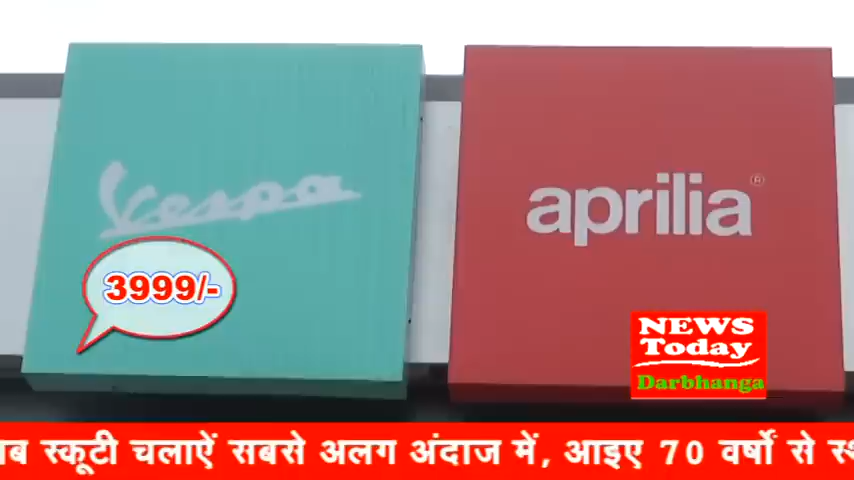 Vespa
aprilia®
3999/-
NEWS
Today
Darbhanga
स्कूटी चलाऐं सबसे अलग अंदाज में, आइए 70 वर्षों से